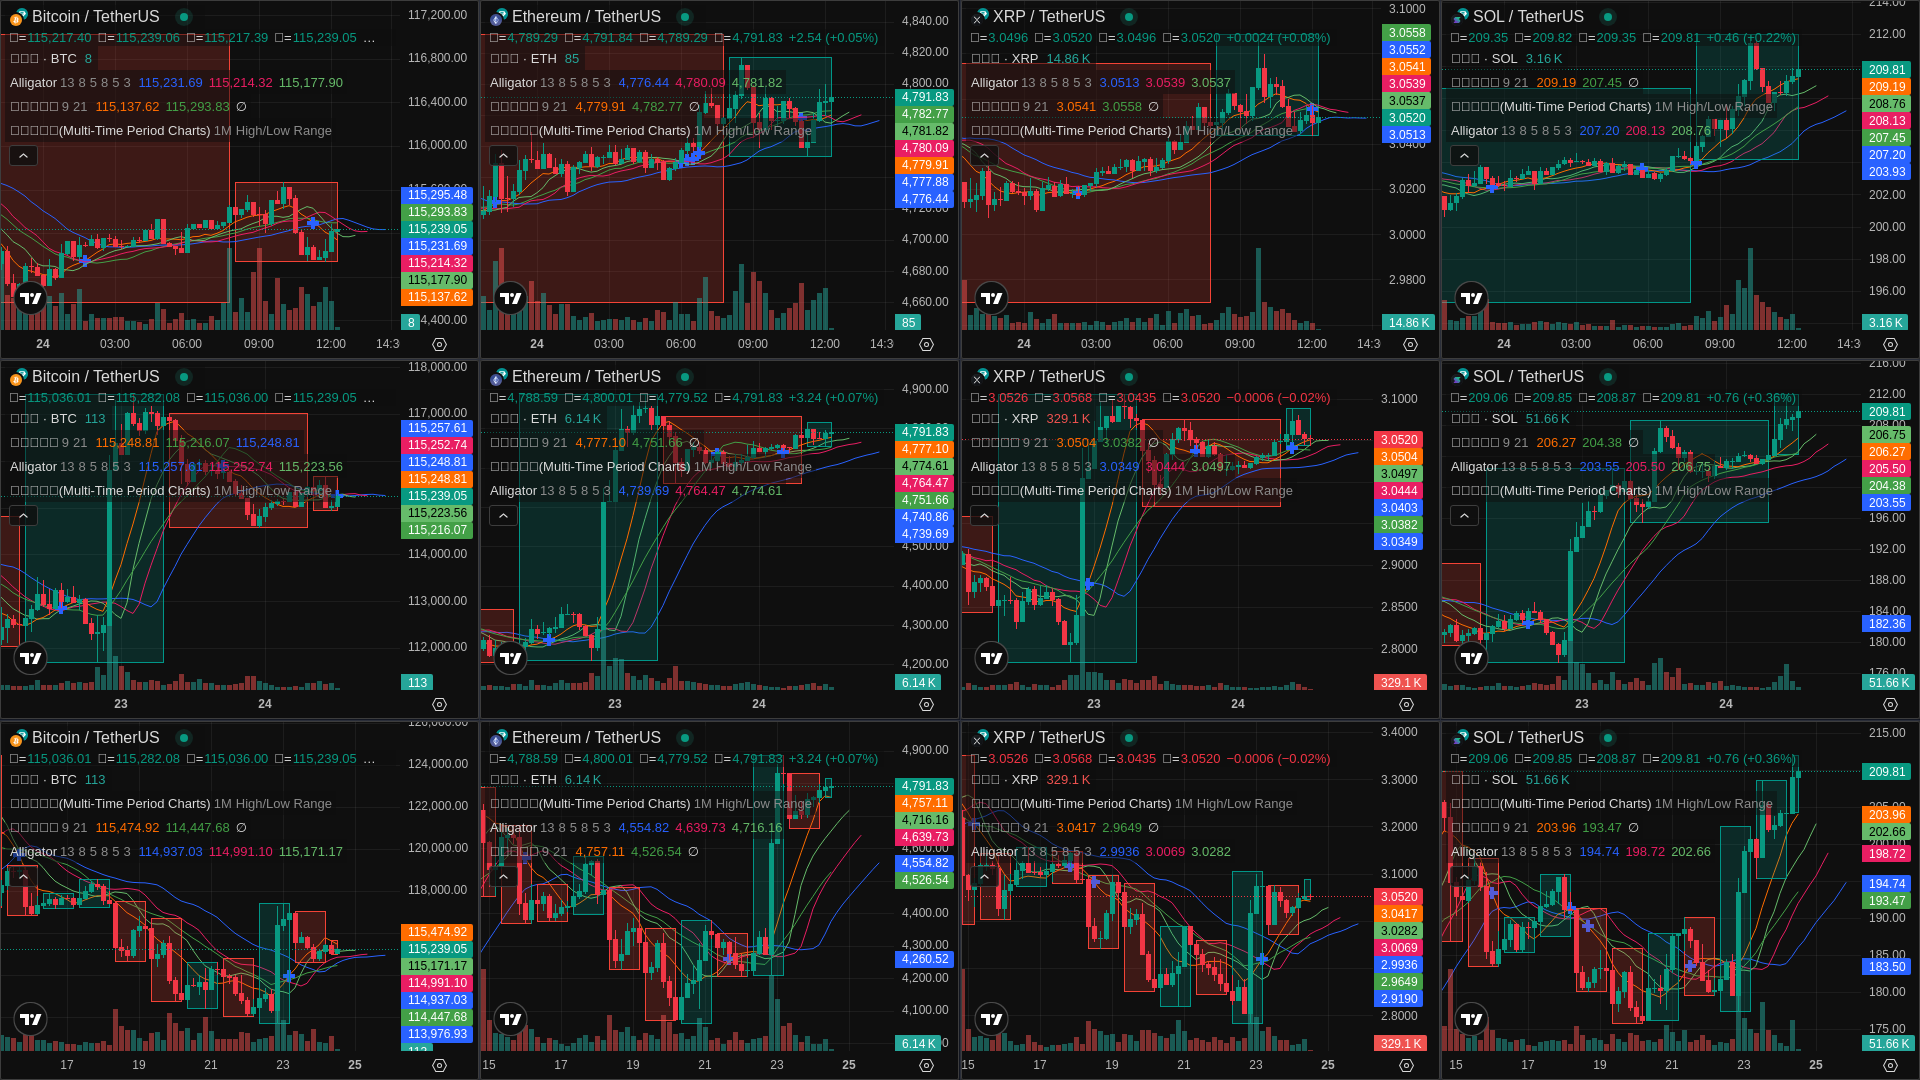 Bitcoin / TetherUS
□=115,217.40 □=115,239.06 □=115,217.39 □=115,239.05 …
□□□ · BTC 8
Alligator 13 8 5 8 5 3 115,231.69 115,214.32 115,177.90
□□□□□ 9 21 115,137.62 115,293.83 ∅
□□□□□(Multi-Time Period Charts) 1M High/Low Range
117,200.00
116,800.00
116,400.00
116,000.00
115,295.48
115,293.83
115,239.05
115,231.69
115,214.32
115,177.90
115,137.62
8
24 03:00 06:00 09:00 12:00 14:3
Ethereum / TetherUS
□=4,789.29 □=4,791.84 □=4,789.29 □=4,791.83 +2.54 (+0.05%)
□□□ · ETH 85
Alligator 13 8 5 8 5 3 4,776.44 4,780.09 4,781.82
□□□□□ 9 21 4,779.91 4,782.77 ∅
□□□□□(Multi-Time Period Charts) 1M High/Low Range
4,840.00
4,820.00
4,800.00
4,791.83
4,782.77
4,781.82
4,780.09
4,779.91
4,777.88
4,776.44
4,720.00
4,700.00
4,680.00
4,660.00
85
24 03:00 06:00 09:00 12:00 14:3
XRP / TetherUS
□=3.0496 □=3.0520 □=3.0496 □=3.0520 +0.0024 (+0.08%)
□□□ · XRP 14.86 K
Alligator 13 8 5 8 5 3 3.0513 3.0539 3.0537
□□□□□ 9 21 3.0541 3.0558 ∅
□□□□□(Multi-Time Period Charts) 1M High/Low Range
3.1000
3.0558
3.0552
3.0541
3.0539
3.0537
3.0520
3.0513
3.0400
3.0200
3.0000
2.9800
14.86 K
24 03:00 06:00 09:00 12:00 14:3
SOL / TetherUS
□=209.35 □=209.82 □=209.35 □=209.81 +0.46 (+0.22%)
□□□ · SOL 3.16 K
□□□□□ 9 21 209.19 207.45 ∅
□□□□□(Multi-Time Period Charts) 1M High/Low Range
Alligator 13 8 5 8 5 3 207.20 208.13 208.76
214.00
212.00
209.81
209.19
208.76
208.13
207.45
207.20
203.93
202.00
200.00
198.00
196.00
3.16 K
24 03:00 06:00 09:00 12:00 14:3
Bitcoin / TetherUS
□=115,036.01 □=115,282.08 □=115,036.00 □=115,239.05 …
□□□ · BTC 113
□□□□□ 9 21 115,248.81 115,216.07 115,248.81
Alligator 13 8 5 8 5 3 115,257.61 115,252.74 115,223.56
□□□□□(Multi-Time Period Charts) 1M High/Low Range
118,000.00
117,000.00
115,257.61
115,252.74
115,248.81
115,248.81
115,239.05
115,223.56
115,216.07
114,000.00
113,000.00
112,000.00
113
23 24
Ethereum / TetherUS
□=4,788.59 □=4,800.01 □=4,779.52 □=4,791.83 +3.24 (+0.07%)
□□□ · ETH 6.14 K
□□□□□ 9 21 4,777.10 4,751.66 ∅
□□□□□(Multi-Time Period Charts) 1M High/Low Range
Alligator 13 8 5 8 5 3 4,739.69 4,764.47 4,774.61
4,900.00
4,791.83
4,777.10
4,774.61
4,764.47
4,751.66
4,740.86
4,739.69
4,500.00
4,400.00
4,300.00
4,200.00
6.14 K
23 24
XRP / TetherUS
□=3.0526 □=3.0568 □=3.0435 □=3.0520 −0.0006 (−0.02%)
□□□ · XRP 329.1 K
□□□□□ 9 21 3.0504 3.0382 ∅
Alligator 13 8 5 8 5 3 3.0349 3.0444 3.0497
□□□□□(Multi-Time Period Charts) 1M High/Low Range
3.1000
3.0520
3.0504
3.0497
3.0444
3.0403
3.0382
3.0349
2.9000
2.8500
2.8000
329.1 K
23 24
SOL / TetherUS
□=209.06 □=209.85 □=208.87 □=209.81 +0.76 (+0.36%)
□□□ · SOL 51.66 K
□□□□□ 9 21 206.27 204.38 ∅
Alligator 13 8 5 8 5 3 203.55 205.50 206.75
□□□□□(Multi-Time Period Charts) 1M High/Low Range
216.00
212.00
209.81
206.75
206.27
205.50
204.38
203.55
196.00
192.00
188.00
184.00
182.36
180.00
176.00
51.66 K
23 24
Bitcoin / TetherUS
□=115,036.01 □=115,282.08 □=115,036.00 □=115,239.05 …
□□□ · BTC 113
□□□□□(Multi-Time Period Charts) 1M High/Low Range
□□□□□ 9 21 115,474.92 114,447.68 ∅
Alligator 13 8 5 8 5 3 114,937.03 114,991.10 115,171.17
126,000.00
124,000.00
122,000.00
120,000.00
118,000.00
115,474.92
115,239.05
115,171.17
114,991.10
114,937.03
114,447.68
113,976.93
113
17 19 21 23 25
Ethereum / TetherUS
□=4,788.59 □=4,800.01 □=4,779.52 □=4,791.83 +3.24 (+0.07%)
□□□ · ETH 6.14 K
□□□□□(Multi-Time Period Charts) 1M High/Low Range
Alligator 13 8 5 8 5 3 4,554.82 4,639.73 4,716.16
□□□□□ 9 21 4,757.11 4,526.54 ∅
4,900.00
4,791.83
4,757.11
4,716.16
4,639.73
4,600.00
4,554.82
4,526.54
4,400.00
4,300.00
4,260.52
4,200.00
4,100.00
6.14 K
15 17 19 21 23 25
XRP / TetherUS
□=3.0526 □=3.0568 □=3.0435 □=3.0520 −0.0006 (−0.02%)
□□□ · XRP 329.1 K
□□□□□(Multi-Time Period Charts) 1M High/Low Range
□□□□□ 9 21 3.0417 2.9649 ∅
Alligator 13 8 5 8 5 3 2.9936 3.0069 3.0282
3.4000
3.3000
3.2000
3.1000
3.0520
3.0417
3.0282
3.0069
2.9936
2.9649
2.9190
2.8000
329.1 K
15 17 19 21 23 25
SOL / TetherUS
□=209.06 □=209.85 □=208.87 □=209.81 +0.76 (+0.36%)
□□□ · SOL 51.66 K
□□□□□(Multi-Time Period Charts) 1M High/Low Range
□□□□□ 9 21 203.96 193.47 ∅
Alligator 13 8 5 8 5 3 194.74 198.72 202.66
215.00
209.81
205.00
203.96
202.66
198.72
194.74
193.47
190.00
185.00
183.50
180.00
175.00
51.66 K
15 17 19 21 23 25